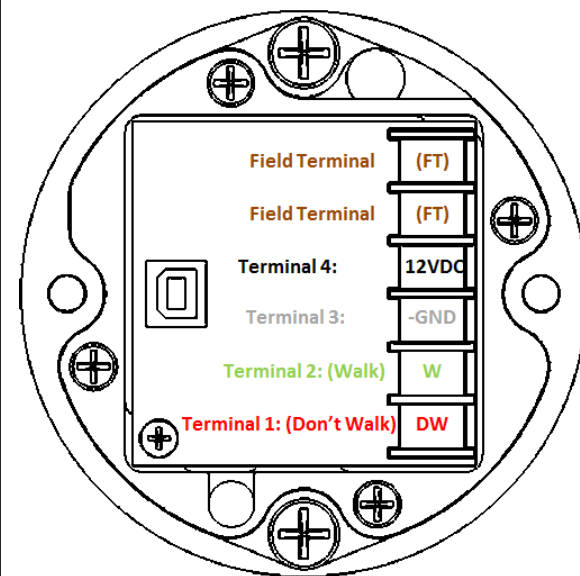 Field Terminal (FT)
Field Terminal (FT)
Terminal 4: 12VDC
Terminal 3: -GND
Terminal 2: (Walk) W
Terminal 1: (Don't Walk) DW